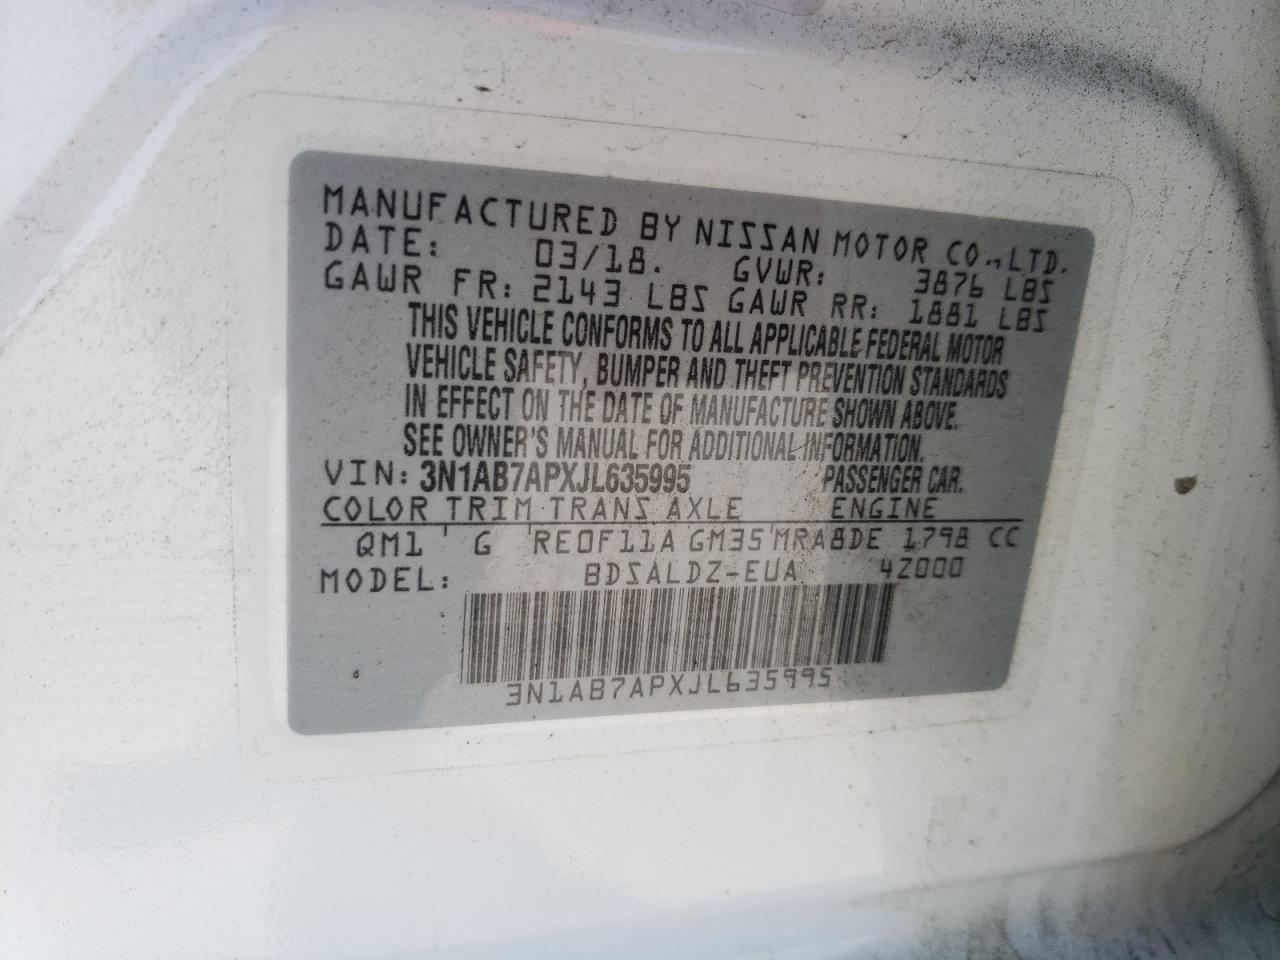 MANUFACTURED BY NISSAN MOTOR CO., LTD.
DATE: 03/18. GVWR: 3876 LBS
GAWR FR: 2143 LBS GAWR RR: 1881 LBS
THIS VEHICLE CONFORMS TO ALL APPLICABLE FEDERAL MOTOR
VEHICLE SAFETY, BUMPER AND THEFT PREVENTION STANDARDS
IN EFFECT ON THE DATE OF MANUFACTURE SHOWN ABOVE.
SEE OWNER'S MANUAL FOR ADDITIONAL INFORMATION.
VIN: 3N1AB7APXJL635995 PASSENGER CAR.
COLOR TRIM TRANS AXLE ENGINE
QM1 G RE0F11A GM35 MRA8DE 1798 CC
MODEL: BDSALDZ-EUA 4Z000
3N1AB7APXJL635995